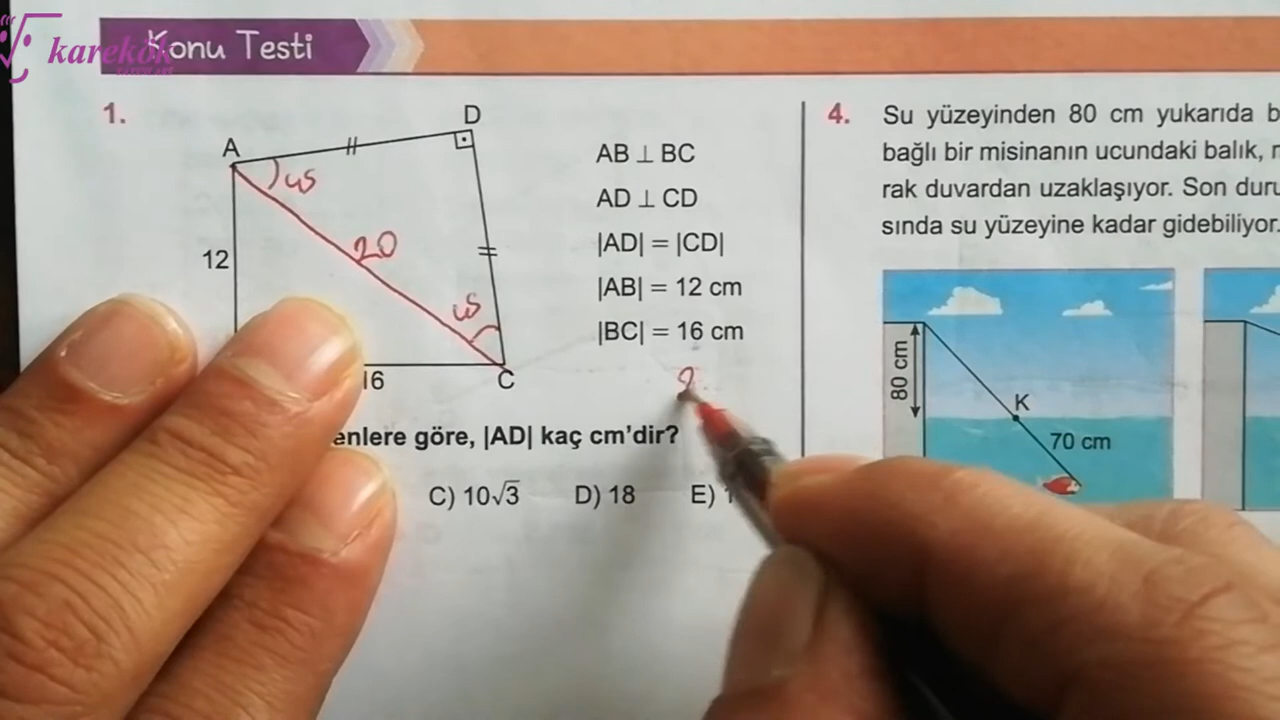 karekök
Konu Testi
1.
A
D
45
AB ⊥ BC
AD ⊥ CD
|AD| = |CD|
|AB| = 12 cm
|BC| = 16 cm
20
12
45
16
C
enlere göre, |AD| kaç cm'dir?
C) 10√3 D) 18 E)
4.
Su yüzeyinden 80 cm yukarıda
bağlı bir misinanın ucundaki balık,
rak duvardan uzaklaşıyor. Son
sında su yüzeyine kadar gidebiliyor.
80 cm
K
70 cm